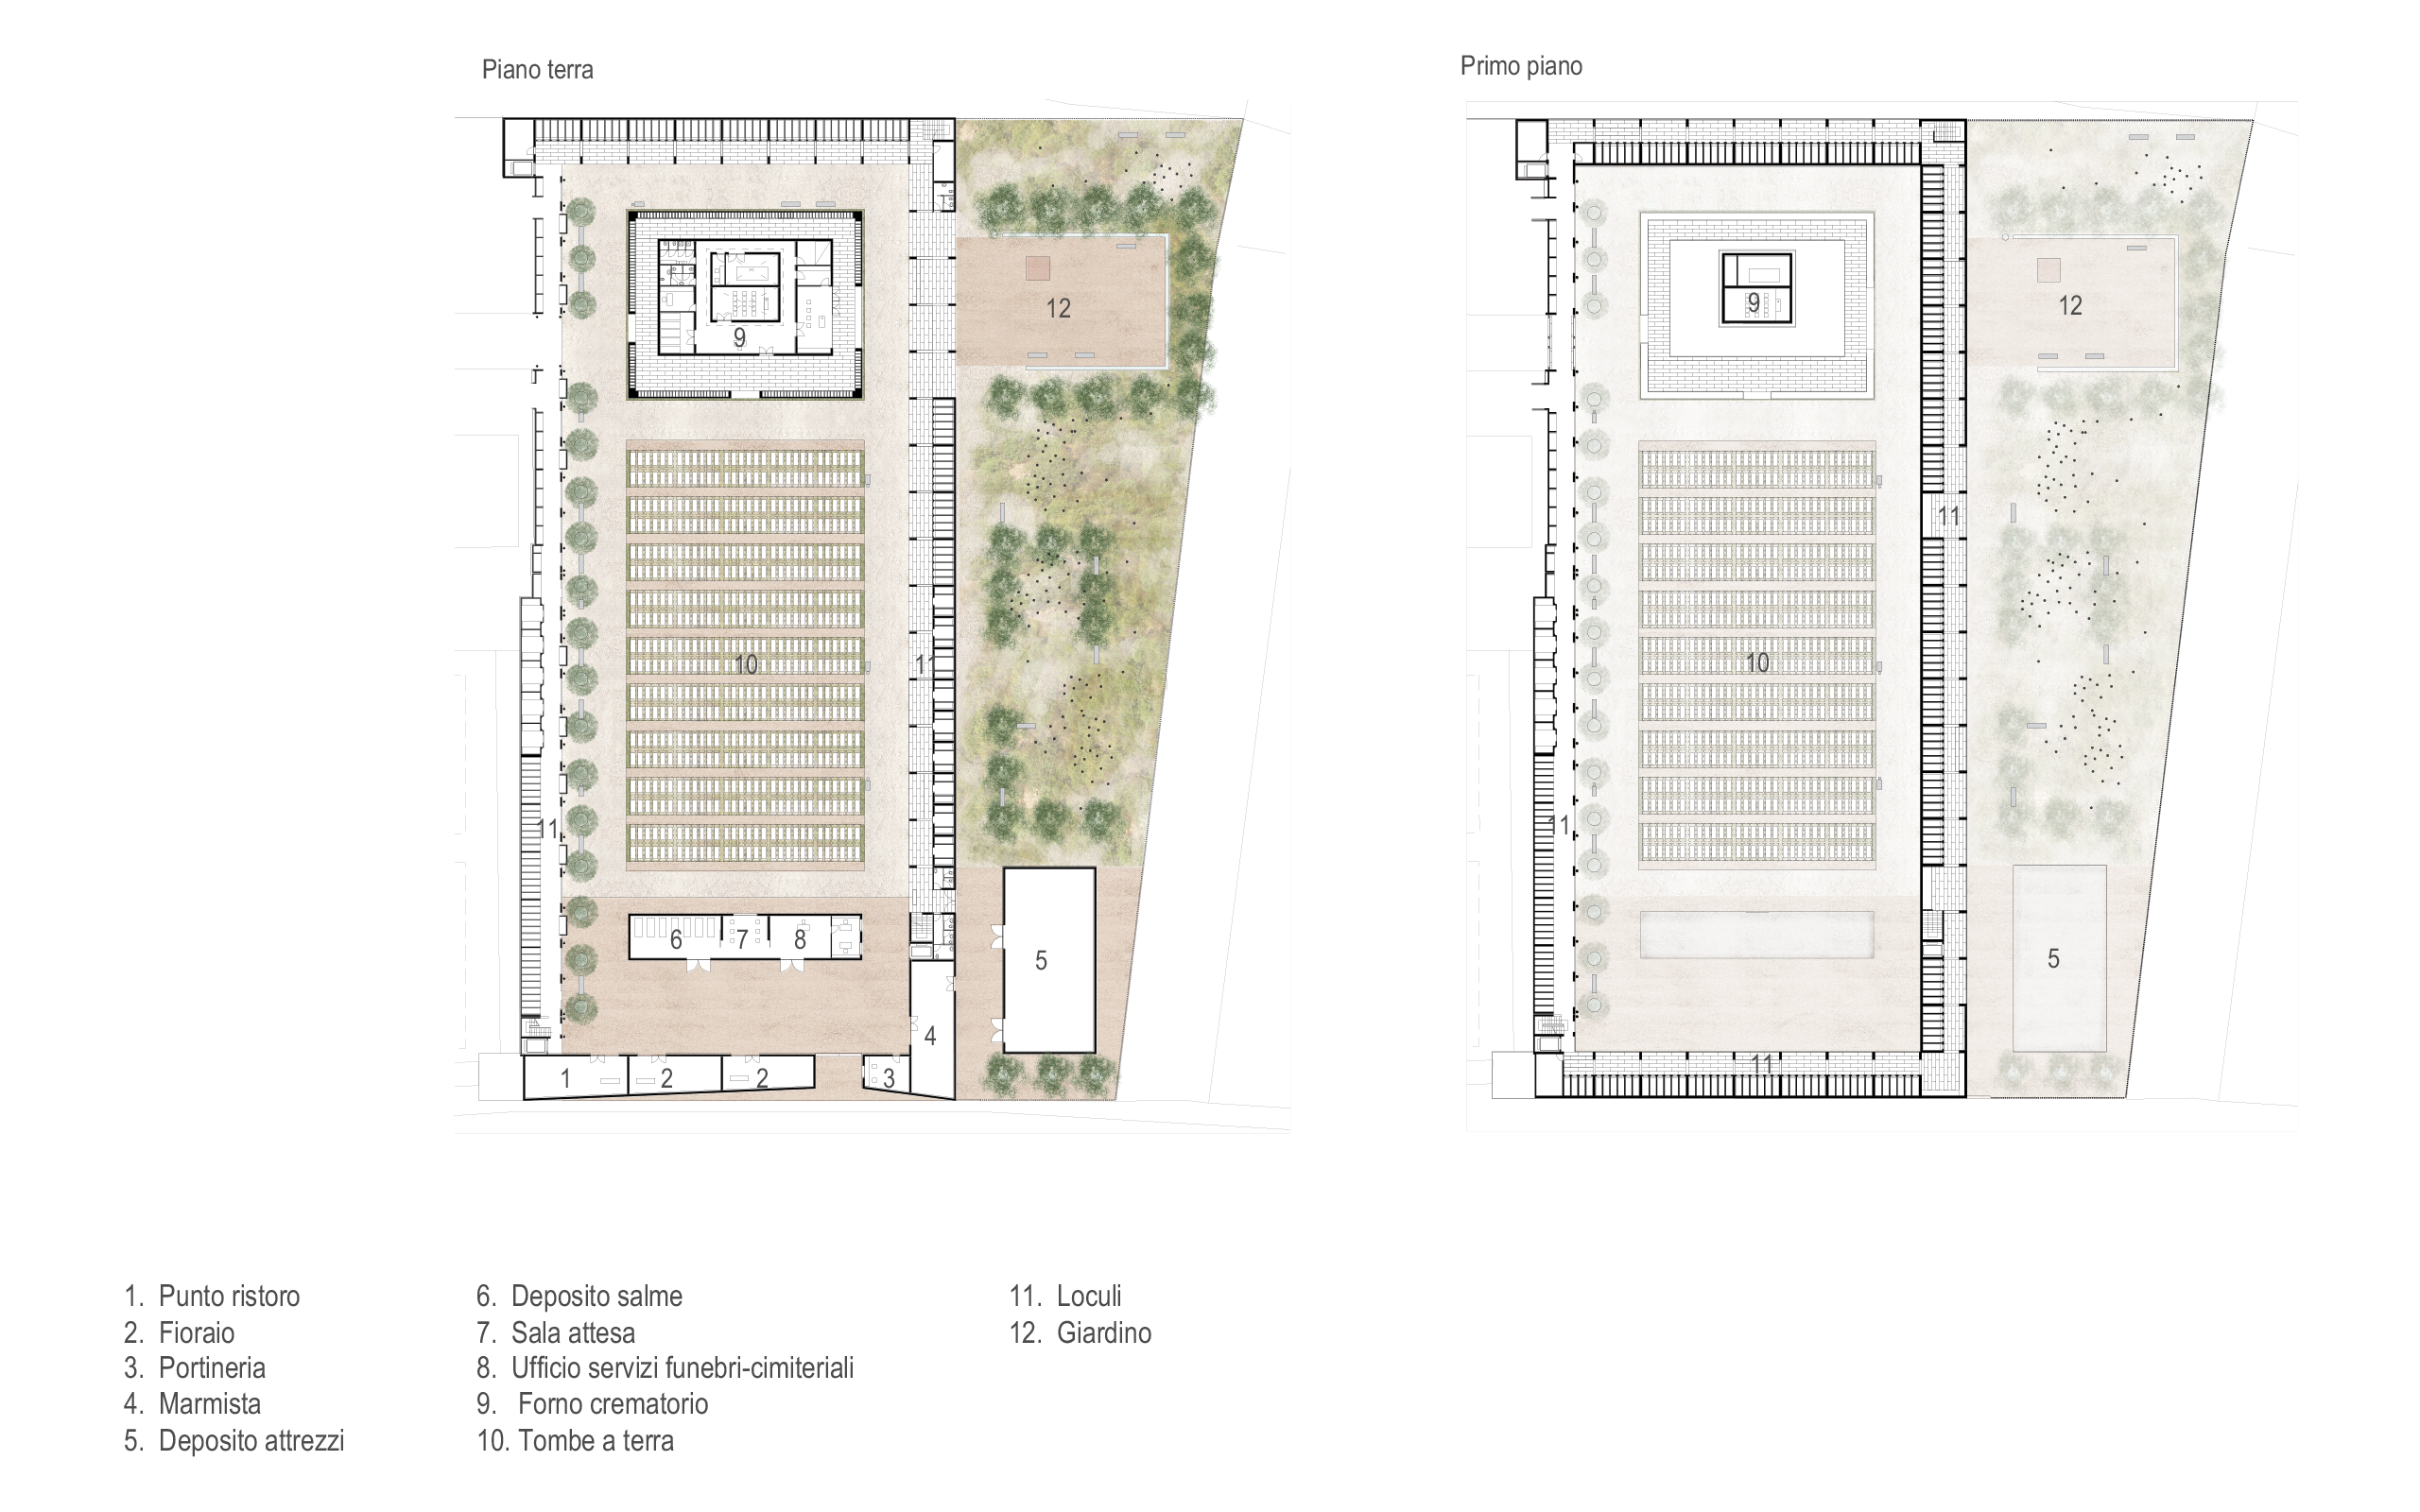 Piano terra
Primo piano
12
9
10
11
11
6
7
8
5
4
1
2
2
3
9
12
11
10
11
5
11
1. Punto ristoro
2. Fioraio
3. Portineria
4. Marmista
5. Deposito attrezzi
6. Deposito salme
7. Sala attesa
8. Ufficio servizi funebri-cimiteriali
9. Forno crematorio
10. Tombe a terra
11. Loculi
12. Giardino